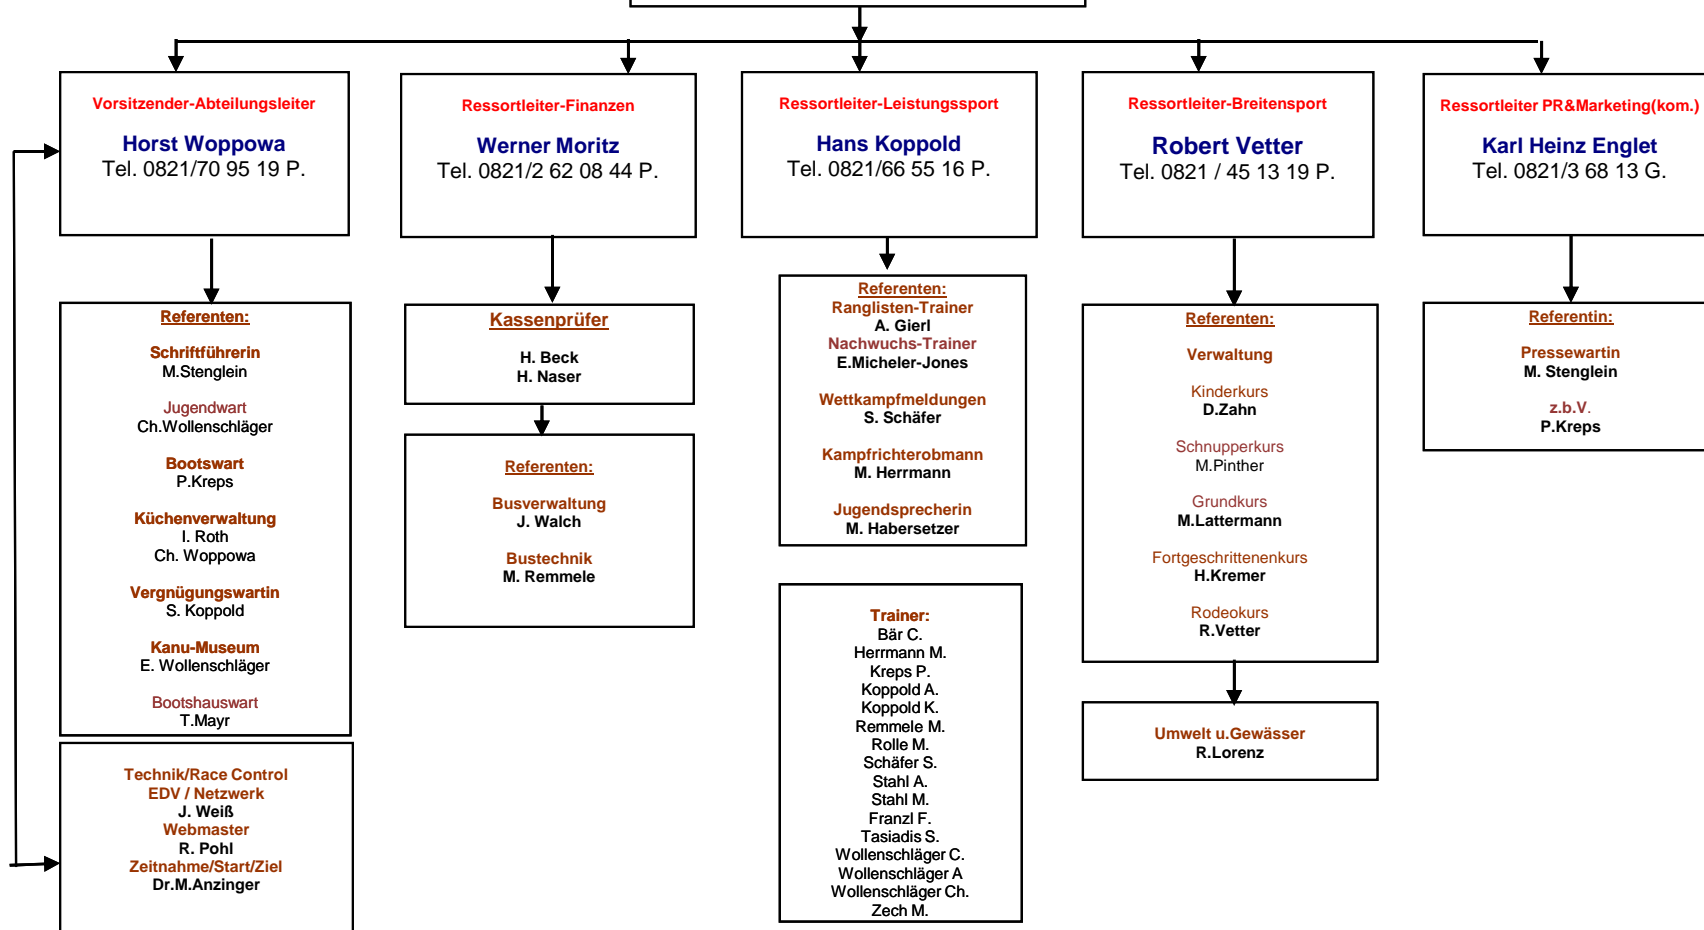 Vorsitzender-Abteilungsleiter
Horst Woppowa
Tel. 0821/70 95 19 P.
Ressortleiter-Finanzen
Werner Moritz
Tel. 0821/2 62 08 44 P.
Ressortleiter-Leistungssport
Hans Koppold
Tel. 0821/66 55 16 P.
Ressortleiter-Breitensport
Robert Vetter
Tel. 0821 / 45 13 19 P.
Ressortleiter PR&Marketing(kom.)
Karl Heinz Englet
Tel. 0821/3 68 13 G.
Referenten:
Schriftführerin
M.Stenglein
Jugendwart
Ch.Wollenschläger
Bootswart
P.Kreps
Küchenverwaltung
I. Roth
Ch. Woppowa
Vergnügungswartin
S. Koppold
Kanu-Museum
E. Wollenschläger
Bootshauswart
T.Mayr
Technik/Race Control
EDV / Netzwerk
J. Weiß
Webmaster
R. Pohl
Zeitnahme/Start/Ziel
Dr.M.Anzinger
Kassenprüfer
H. Beck
H. Naser
Referenten:
Busverwaltung
J. Walch
Bustechnik
M. Remmele
Referenten:
Ranglisten-Trainer
A. Gierl
Nachwuchs-Trainer
E.Micheler-Jones
Wettkampfmeldungen
S. Schäfer
Kampfrichterobmann
M. Herrmann
Jugendsprecherin
M. Habersetzer
Trainer:
Bär C.
Herrmann M.
Kreps P.
Koppold A.
Koppold K.
Remmele M.
Rolle M.
Schäfer S.
Stahl A.
Stahl M.
Franzl F.
Tasiadis S.
Wollenschläger C.
Wollenschläger A
Wollenschläger Ch.
Zech M.
Referenten:
Verwaltung
Kinderkurs
D.Zahn
Schnupperkurs
M.Pinther
Grundkurs
M.Lattermann
Fortgeschrittenenkurs
H.Kremer
Rodeokurs
R.Vetter
Umwelt u.Gewässer
R.Lorenz
Referentin:
Pressewartin
M. Stenglein
z.b.V.
P.Kreps